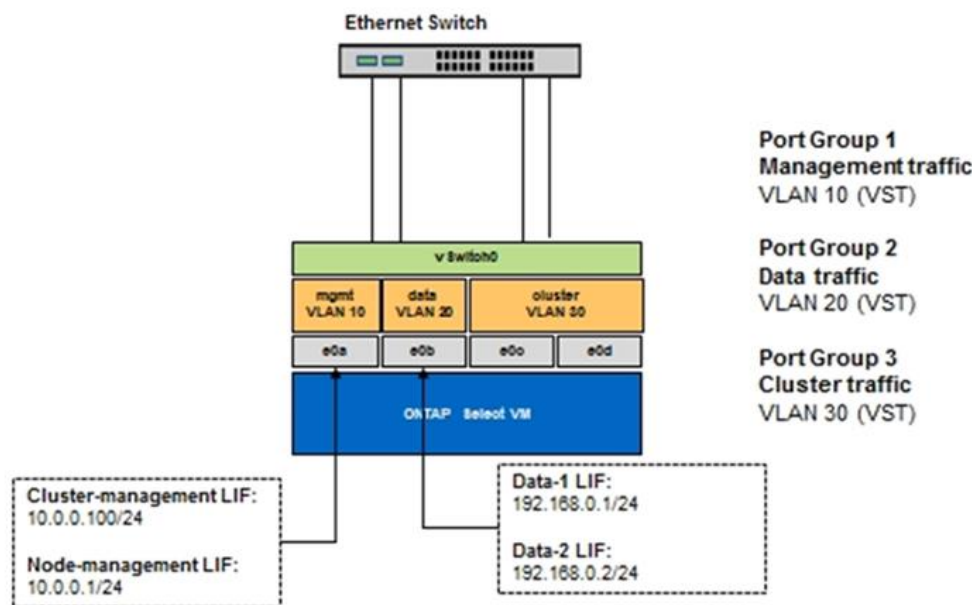 Ethernet Switch
Port Group 1
Management traffic
VLAN 10 (VST)
Port Group 2
Data traffic
VLAN 20 (VST)
Port Group 3
Cluster traffic
VLAN 30 (VST)
vSwitch0
mgmt
VLAN 10
data
VLAN 20
cluster
VLAN 30
e0a
e0b
e0c
e0d
ONTAP Select VM
Cluster-management LIF:
10.0.0.100/24
Node-management LIF:
10.0.0.1/24
Data-1 LIF:
192.168.0.1/24
Data-2 LIF:
192.168.0.2/24